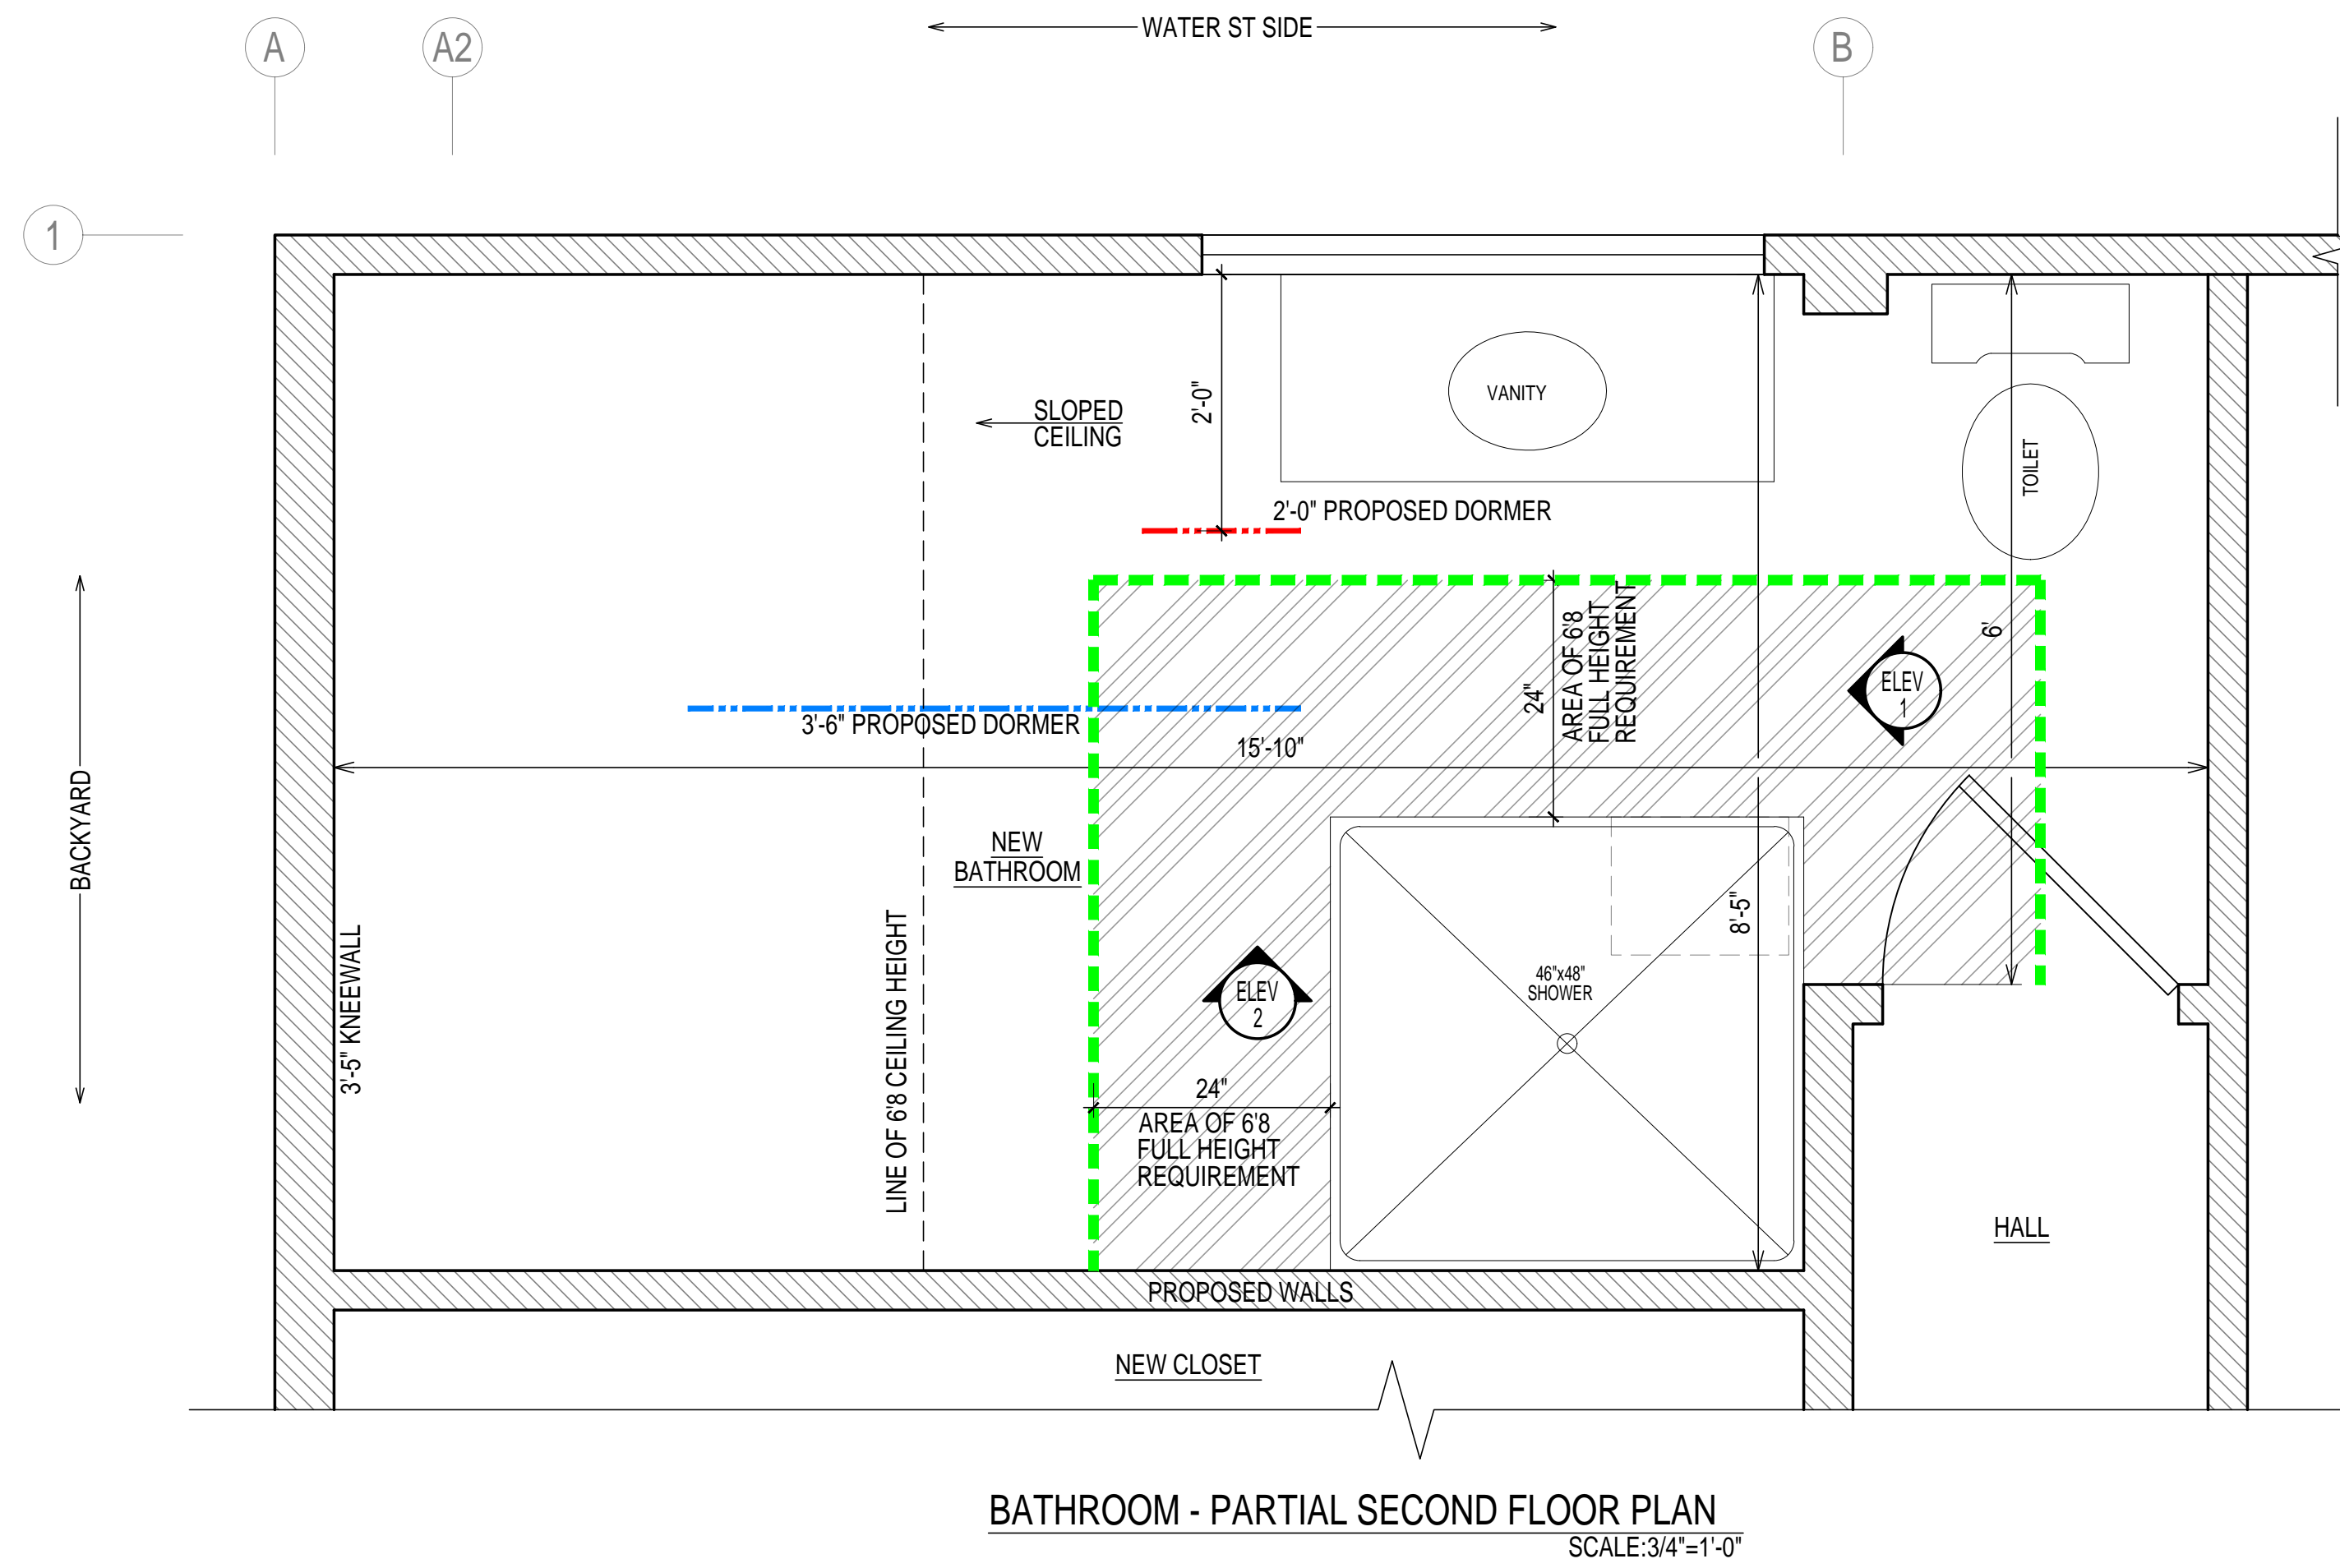 WATER ST SIDE
A
A2
B
1
SLOPED
CEILING
2'-0"
VANITY
TOILET
2'-0" PROPOSED DORMER
AREA OF 6'8
FULL HEIGHT
REQUIREMENT
24"
6'
ELEV
1
3'-6" PROPOSED DORMER
15'-10"
BACKYARD
NEW
BATHROOM
8'-5"
3'-5" KNEEWALL
LINE OF 6'8 CEILING HEIGHT
ELEV
2
46"x48"
SHOWER
24"
AREA OF 6'8
FULL HEIGHT
REQUIREMENT
HALL
PROPOSED WALLS
NEW CLOSET
BATHROOM - PARTIAL SECOND FLOOR PLAN
SCALE:3/4"=1'-0"